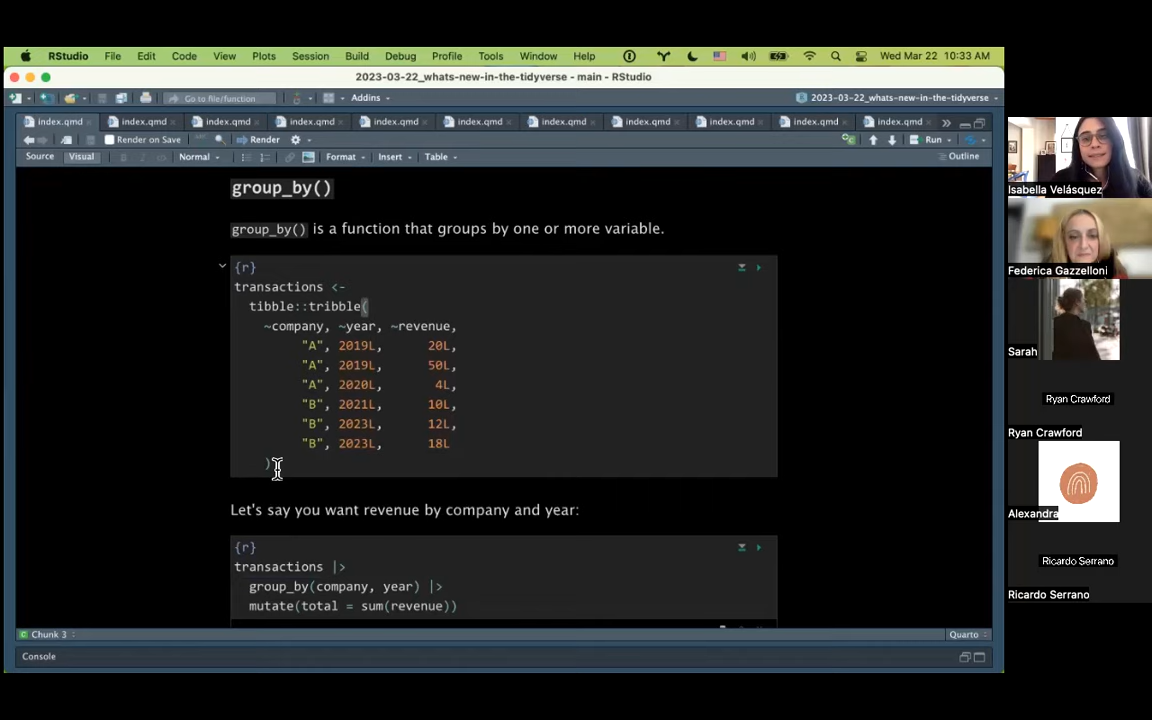 RStudio File Edit Code View Plots Session Build Debug Profile Tools Window Help Wed Mar 22 10:33 AM
2023-03-22_whats-new-in-the-tidyverse - main - RStudio
Go to file/function Addins 2023-03-22_whats-new-in-the-tidyverse
index.qmd index.qmd index.qmd index.qmd index.qmd index.qmd index.qmd index.qmd index.qmd index.qmd index.qmd
Render on Save Render Run
Source Visual Normal Format Insert Table Outline
group_by()
group_by() is a function that groups by one or more variable.
{r}
transactions <-
tibble::tribble(
~company, ~year, ~revenue,
"A", 2019L, 20L,
"A", 2019L, 50L,
"A", 2020L, 4L,
"B", 2021L, 10L,
"B", 2023L, 12L,
"B", 2023L, 18L
)
Let's say you want revenue by company and year:
{r}
transactions |>
group_by(company, year) |>
mutate(total = sum(revenue))
Chunk 3 Quarto
Console
Isabella Velásquez
Federica Gazzelloni
Sarah
Ryan Crawford
Ryan Crawford
Alexandra
Ricardo Serrano
Ricardo Serrano